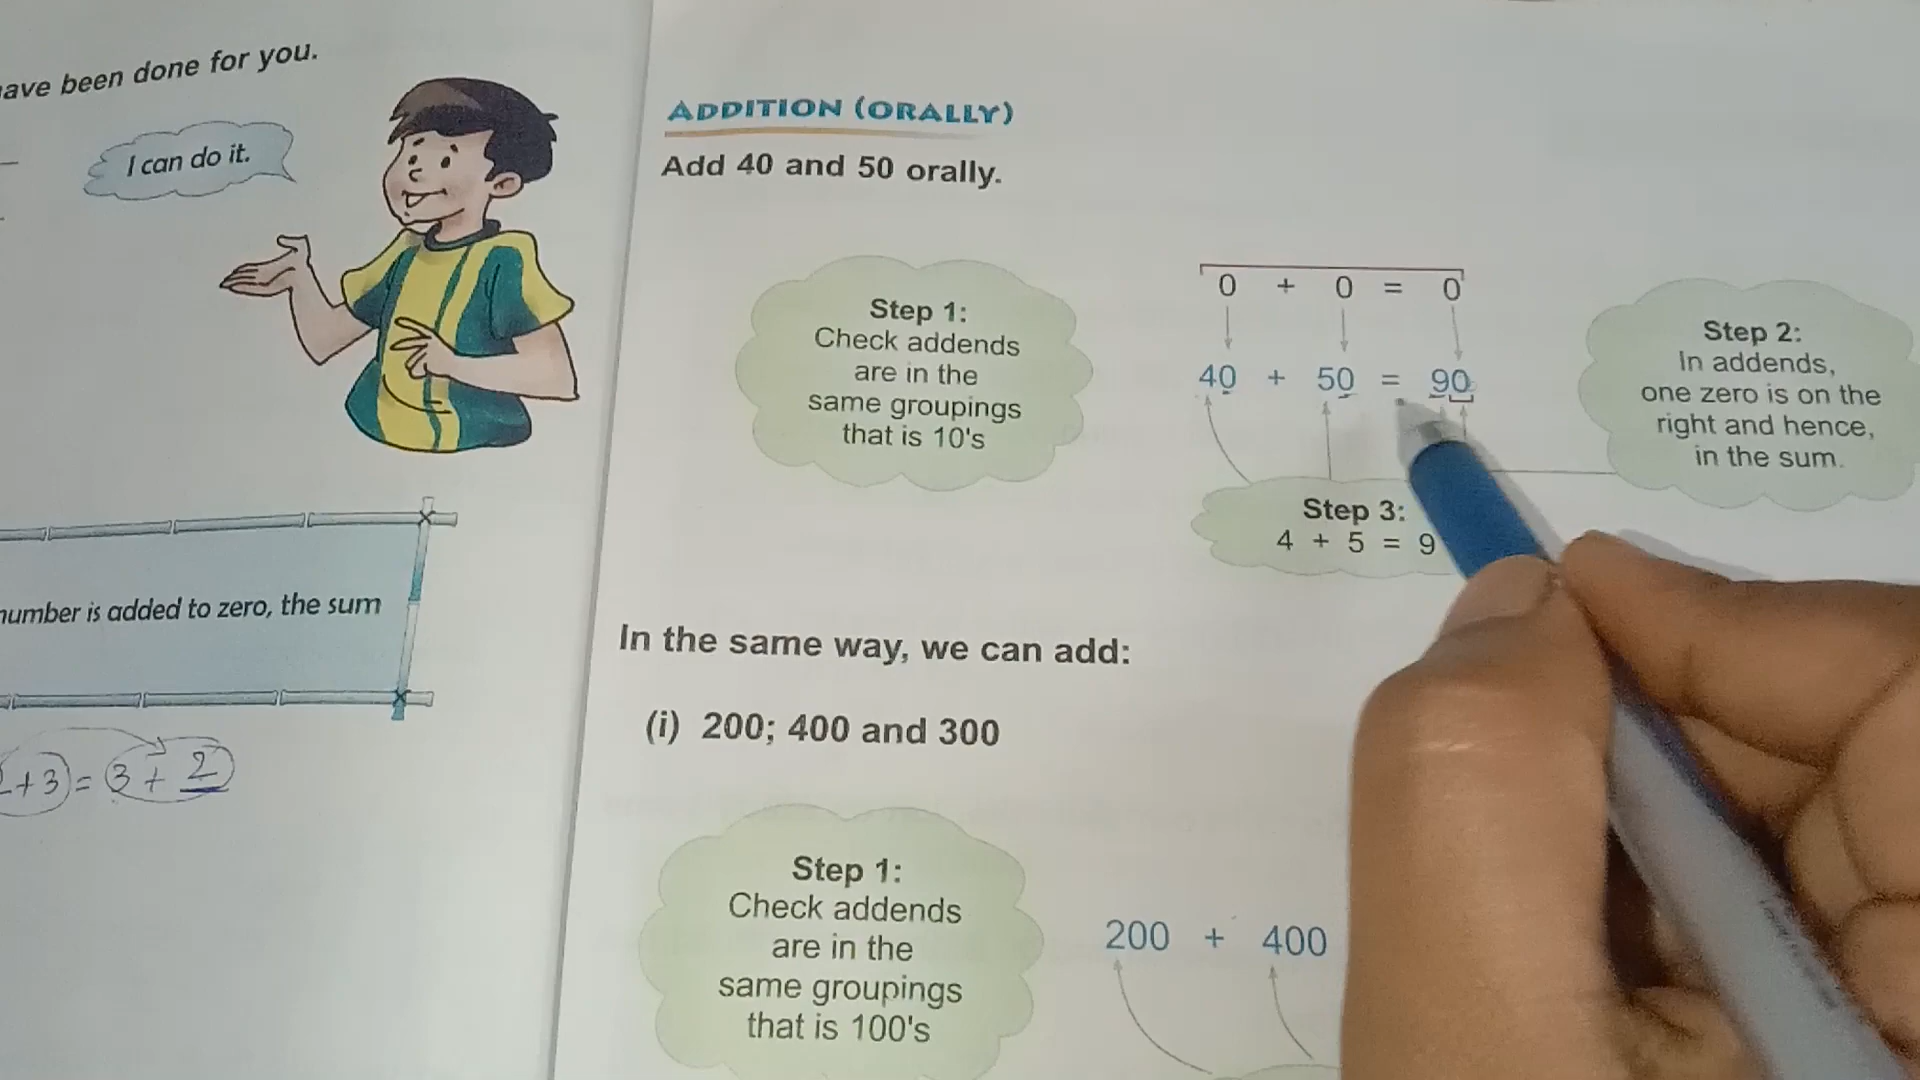 have been done for you.
I can do it.
number is added to zero, the sum
+3) = 3 + 2
ADDITION (ORALLY)
Add 40 and 50 orally.
Step 1:
Check addends
are in the
same groupings
that is 10's
0 + 0 = 0
40 + 50 = 90
Step 2:
In addends,
one zero is on the
right and hence,
in the sum.
Step 3:
4 + 5 = 9
In the same way, we can add:
(i) 200; 400 and 300
Step 1:
Check addends
are in the
same groupings
that is 100's
200 + 400